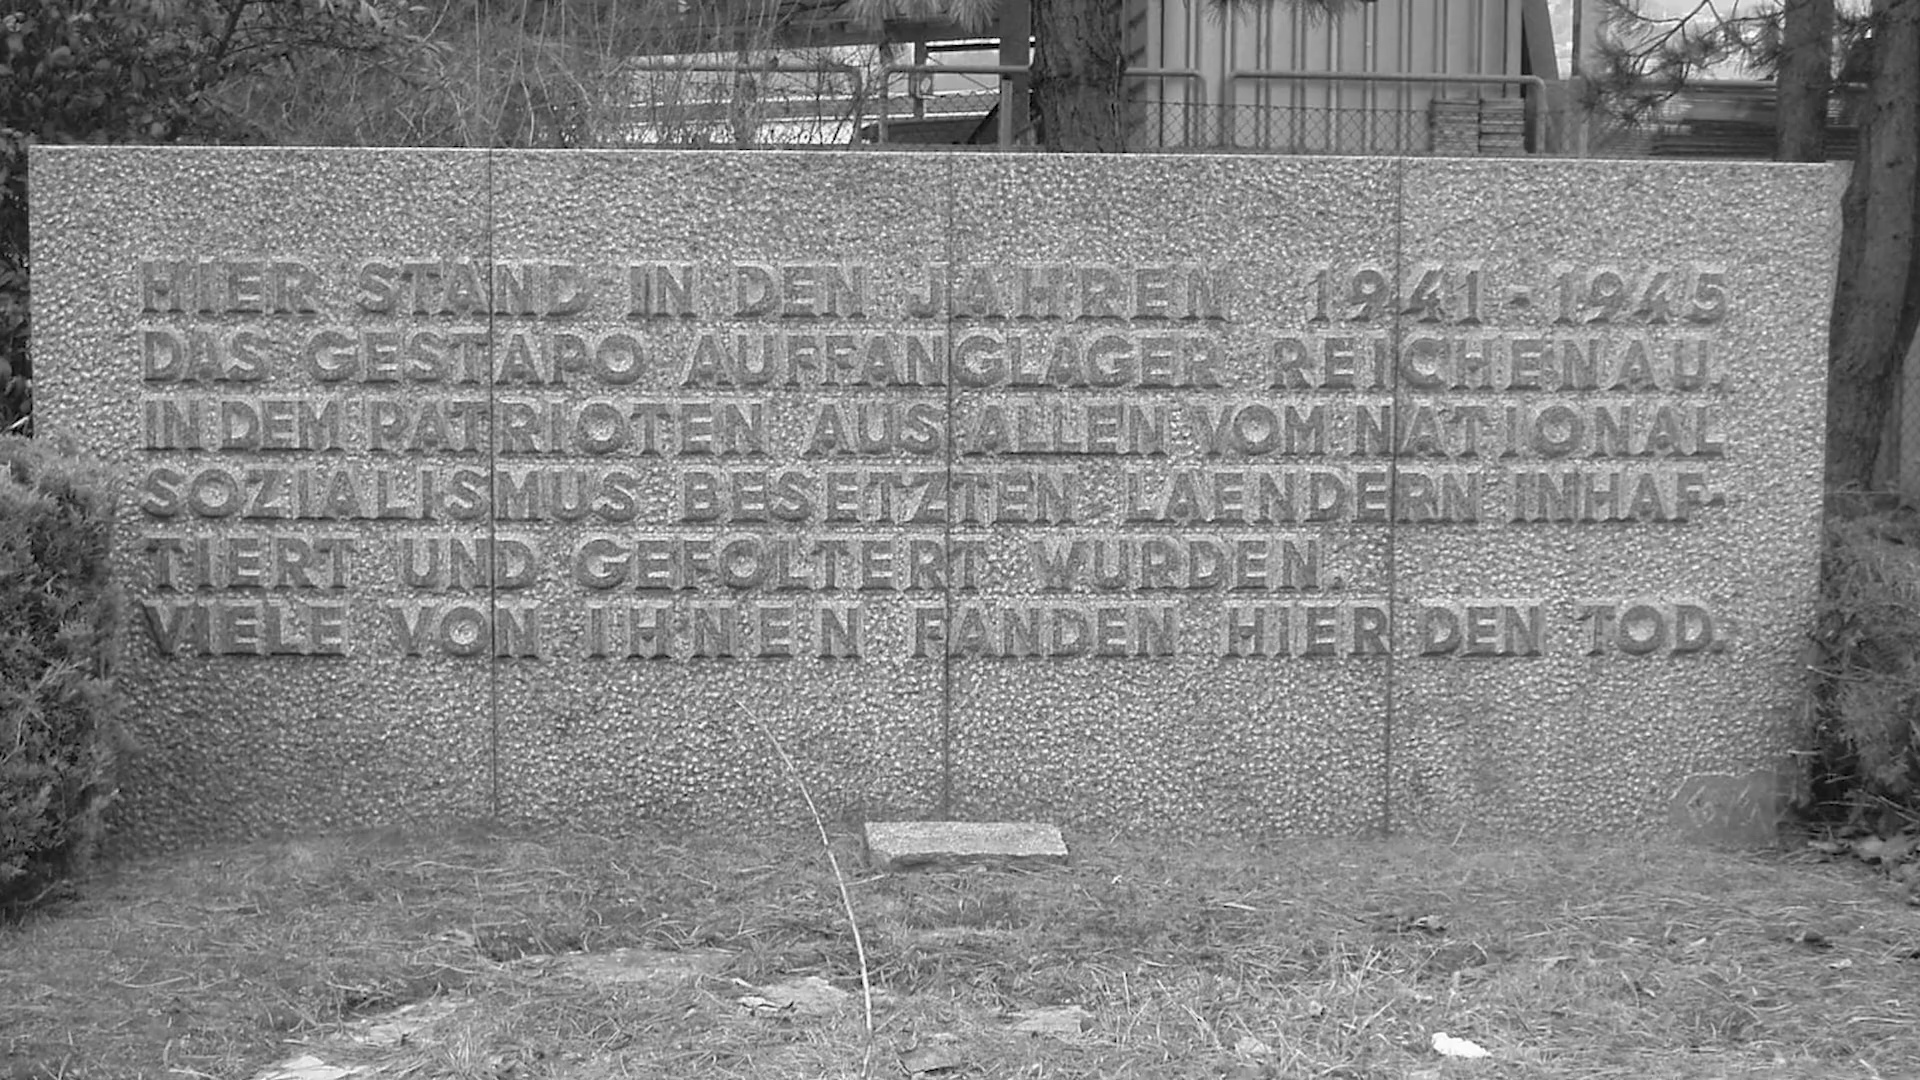 HIER STAND IN DEN JAHREN 1941-1945
DAS GESTAPO AUFFANGLAGER REICHENAU,
IN DEM PATRIOTEN AUS ALLEN VOM NATIONAL
SOZIALISMUS BESETZTEN LAENDERN INHAF-
TIERT UND GEFOLTERT WURDEN.
VIELE VON IHNEN FANDEN HIER DEN TOD.